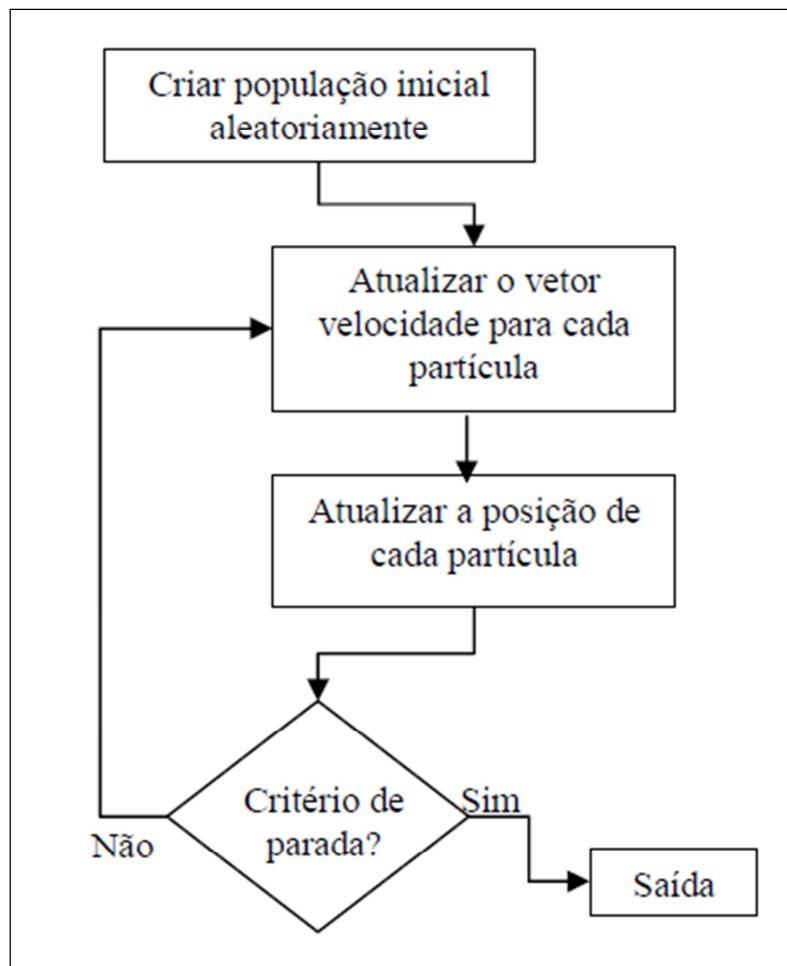 Criar população inicial
aleatoriamente
Atualizar o vetor
velocidade para cada
partícula
Atualizar a posição de
cada partícula
Critério de
parada?
Sim
Não
Saída